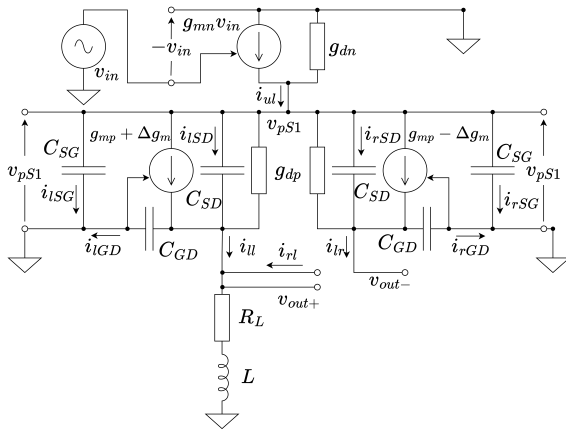 g_{mn}v_{in}
-v_{in}
g_{dn}
v_{in}
i_{ul}
v_{pS1}
C_{SG}
g_{mp}+Δg_m
i_{lSD}
i_{rSD}
g_{mp}-Δg_m
C_{SG}
v_{pS1}
g_{dp}
v_{pS1}
i_{lSG}
C_{SD}
C_{SD}
i_{rSG}
i_{lGD}
C_{GD}
i_{ll}
i_{rl}
i_{lr}
C_{GD}
i_{rGD}
v_{out+}
v_{out-}
R_L
L